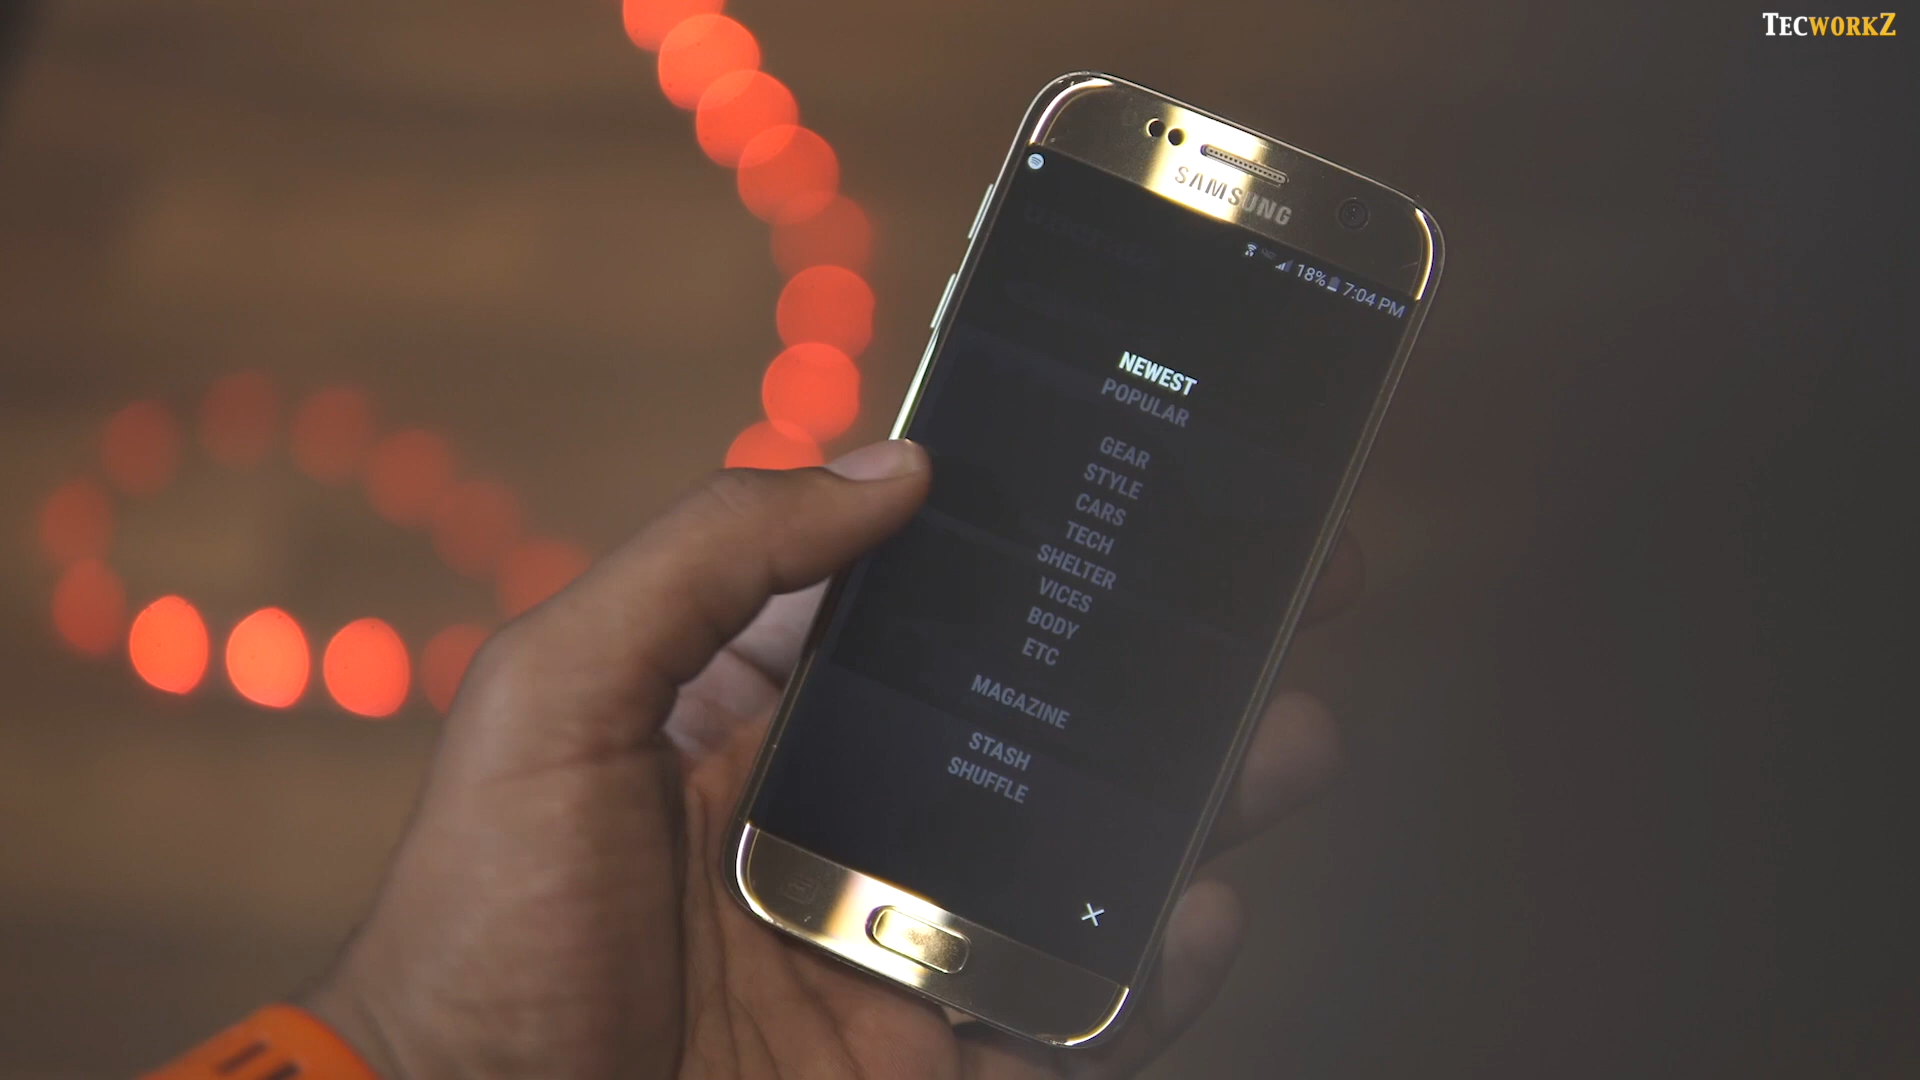 TECWORKZ
SAMSUNG
18% 7:04 PM
NEWEST
POPULAR
GEAR
STYLE
CARS
TECH
SHELTER
VICES
BODY
ETC
MAGAZINE
STASH
SHUFFLE